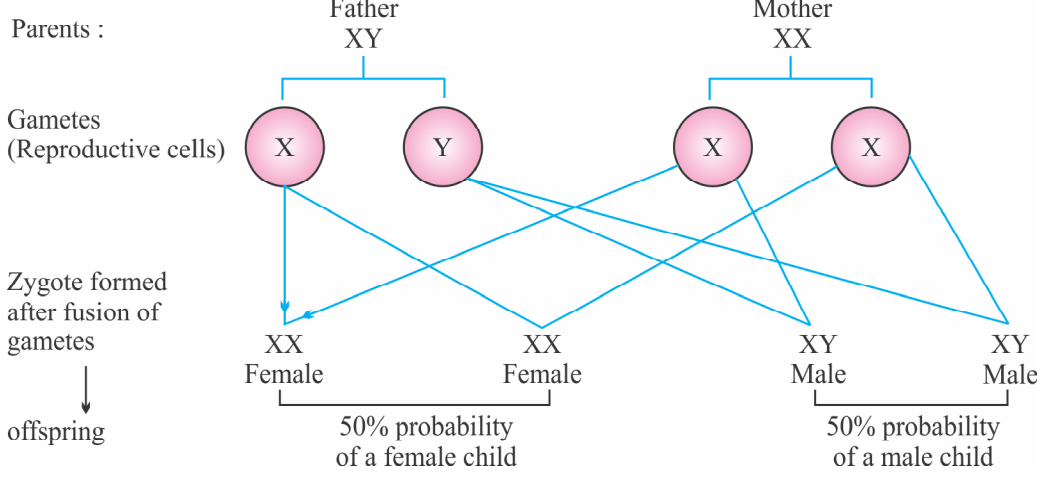 Father
Mother
Parents :
XY
XX
Gametes
(Reproductive cells)
X
Y
X
X
Zygote formed
after fusion of
gametes
XX
XX
XY
XY
Female
Female
Male
Male
offspring
50% probability
of a female child
50% probability
of a male child